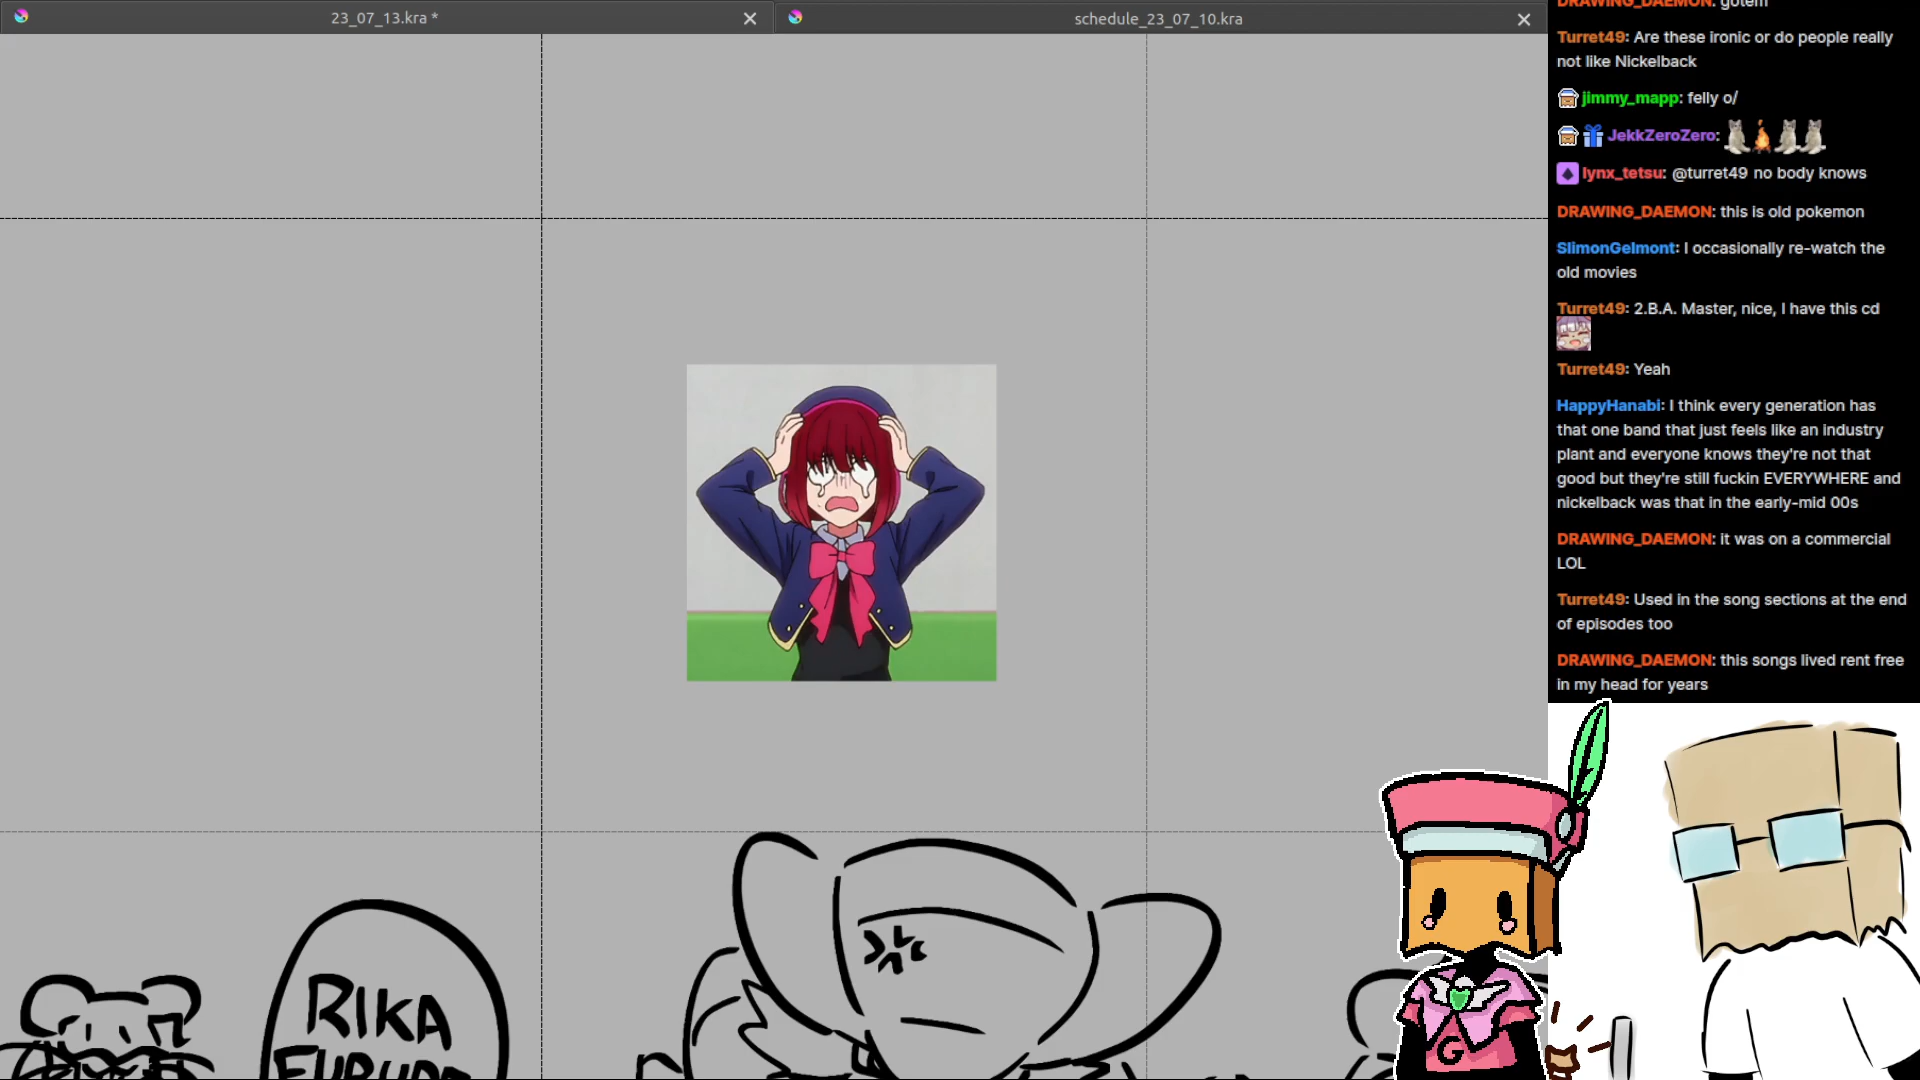 23_07_13.kra *
schedule_23_07_10.kra
DRAWING_DAEMON: gotem
Turret49: Are these ironic or do people really
not like Nickelback
jimmy_mapp: felly o/
JekkZeroZero:
lynx_tetsu: @turret49 no body knows
DRAWING_DAEMON: this is old pokemon
SlimonGelmont: I occasionally re-watch the
old movies
Turret49: 2.B.A. Master, nice, I have this cd
Turret49: Yeah
HappyHanabi: I think every generation has
that one band that just feels like an industry
plant and everyone knows they're not that
good but they're still fuckin EVERYWHERE and
nickelback was that in the early-mid 00s
DRAWING_DAEMON: it was on a commercial
LOL
Turret49: Used in the song sections at the end
of episodes too
DRAWING_DAEMON: this songs lived rent free
in my head for years
RIKA
G